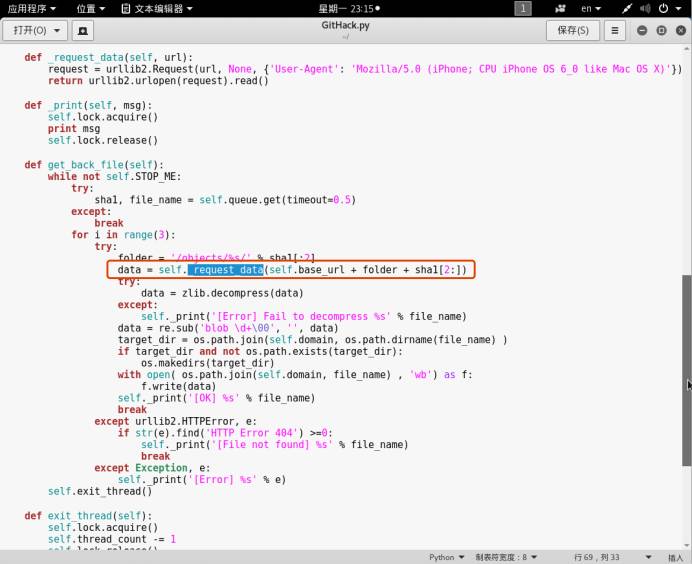 应用程序 位置 文本编辑器 星期一 23:15 1 en
打开(O) GitHack.py 保存(S)
~/
def _request_data(self, url):
request = urllib2.Request(url, None, {'User-Agent': 'Mozilla/5.0 (iPhone; CPU iPhone OS 6_0 like Mac OS X)'})
return urllib2.urlopen(request).read()
def _print(self, msg):
self.lock.acquire()
print msg
self.lock.release()
def get_back_file(self):
while not self.STOP_ME:
try:
sha1, file_name = self.queue.get(timeout=0.5)
except:
break
for i in range(3):
try:
folder = '/objects/%s/' % sha1[:2]
data = self._request_data(self.base_url + folder + sha1[2:])
try:
data = zlib.decompress(data)
except:
self._print('[Error] Fail to decompress %s' % file_name)
data = re.sub('blob \d+\00', '', data)
target_dir = os.path.join(self.domain, os.path.dirname(file_name) )
if target_dir and not os.path.exists(target_dir):
os.makedirs(target_dir)
with open( os.path.join(self.domain, file_name) , 'wb') as f:
f.write(data)
self._print('[OK] %s' % file_name)
break
except urllib2.HTTPError, e:
if str(e).find('HTTP Error 404') >=0:
self._print('[File not found] %s' % file_name)
break
except Exception, e:
self._print('[Error] %s' % e)
self.exit_thread()
def exit_thread(self):
self.lock.acquire()
self.thread_count -= 1
self.lock.release()
Python 制表符宽度：8 行 69，列 33 插入